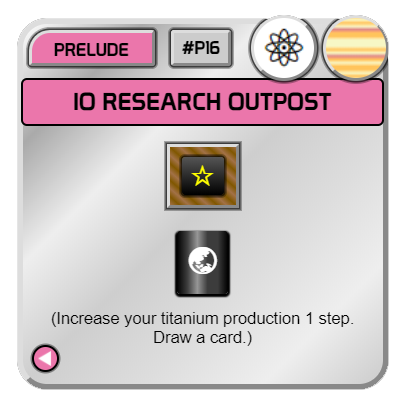 PRELUDE
#P16
IO RESEARCH OUTPOST
(Increase your titanium production 1 step.
Draw a card.)